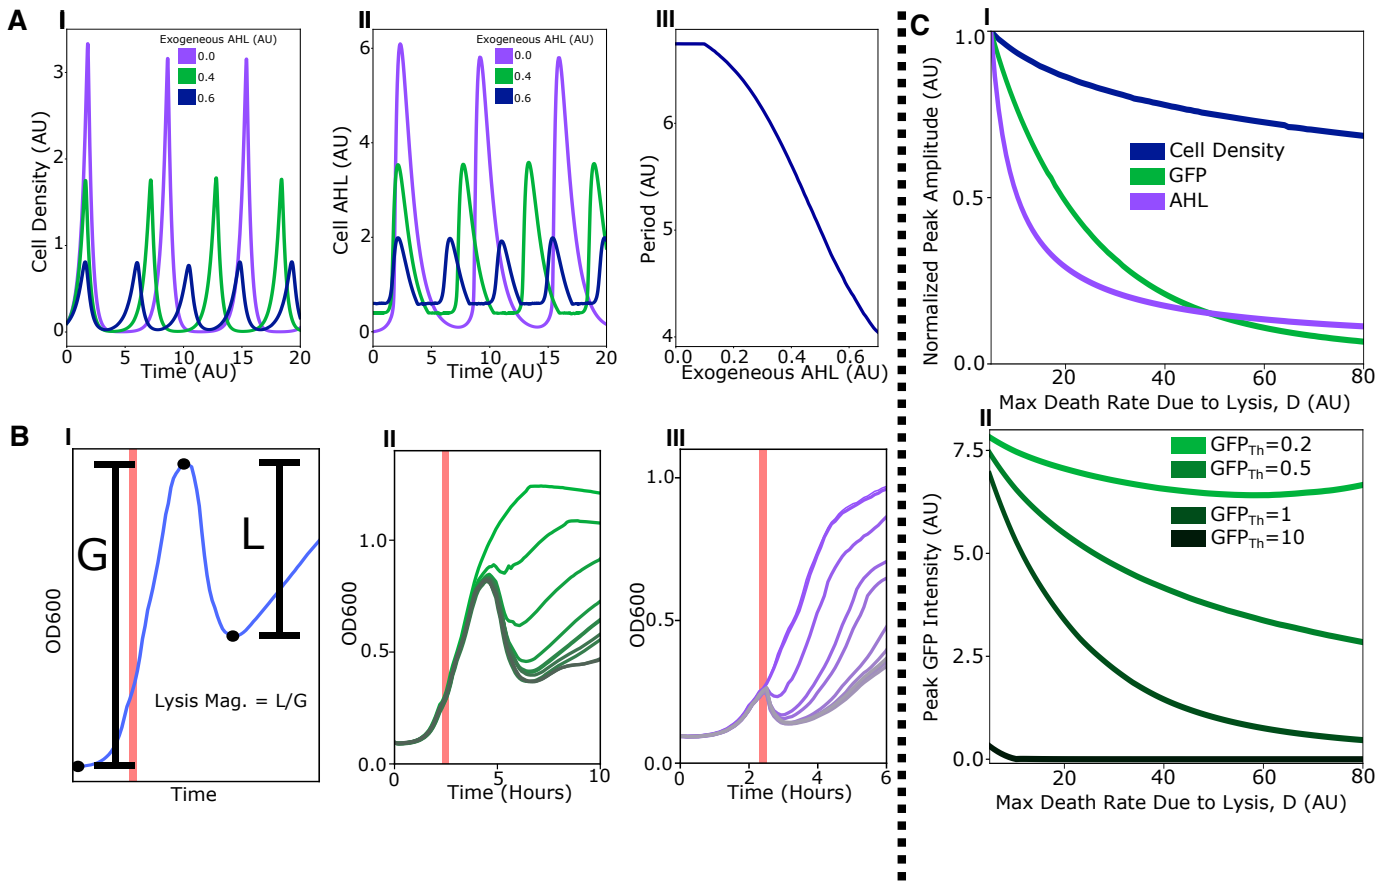 A
I
Exogeneous AHL (AU)
0.0
0.4
0.6
Cell Density (AU)
3
2
1
0
0
5
10
15
20
Time (AU)
II
Exogeneous AHL (AU)
0.0
0.4
0.6
Cell AHL (AU)
6
4
2
0
0
5
10
15
20
Time (AU)
III
Period (AU)
6
5
4
0.0
0.2
0.4
0.6
Exogeneous AHL (AU)
B
I
G
L
OD600
Lysis Mag. = L/G
Time
II
OD600
1.0
0.5
0.0
0
5
10
Time (Hours)
III
OD600
1.0
0.5
0.0
0
2
4
6
Time (Hours)
C
I
Normalized Peak Amplitude (AU)
1.0
0.5
0.0
Cell Density
GFP
AHL
20
40
60
80
Max Death Rate Due to Lysis, D (AU)
II
Peak GFP Intensity (AU)
7.5
5.0
2.5
0.0
GFPTh=0.2
GFPTh=0.5
GFPTh=1
GFPTh=10
20
40
60
80
Max Death Rate Due to Lysis, D (AU)